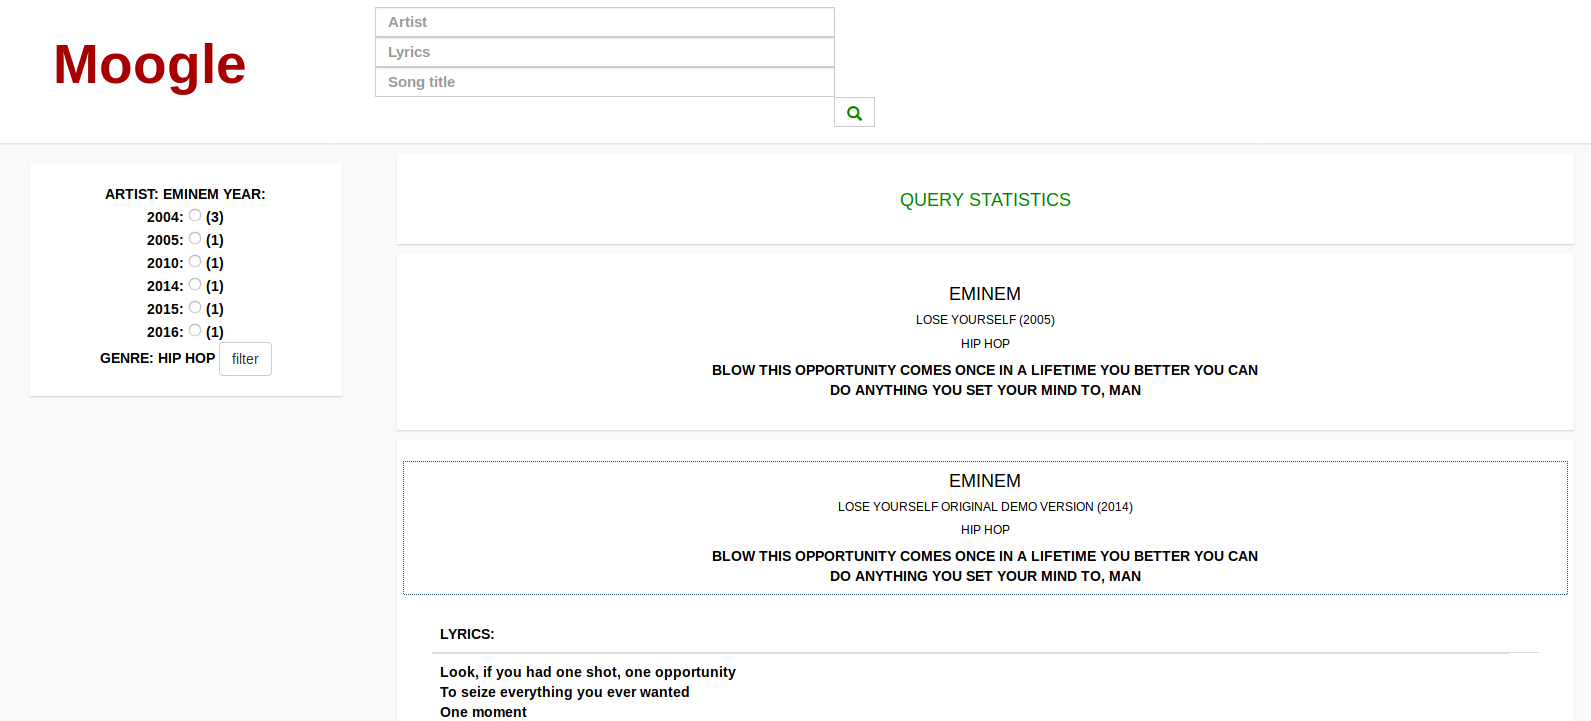 Moogle
Artist
Lyrics
Song title
ARTIST: EMINEM YEAR:
2004: (3)
2005: (1)
2010: (1)
2014: (1)
2015: (1)
2016: (1)
GENRE: HIP HOP filter
QUERY STATISTICS
EMINEM
LOSE YOURSELF (2005)
HIP HOP
BLOW THIS OPPORTUNITY COMES ONCE IN A LIFETIME YOU BETTER YOU CAN
DO ANYTHING YOU SET YOUR MIND TO, MAN
EMINEM
LOSE YOURSELF ORIGINAL DEMO VERSION (2014)
HIP HOP
BLOW THIS OPPORTUNITY COMES ONCE IN A LIFETIME YOU BETTER YOU CAN
DO ANYTHING YOU SET YOUR MIND TO, MAN
LYRICS:
Look, if you had one shot, one opportunity
To seize everything you ever wanted
One moment